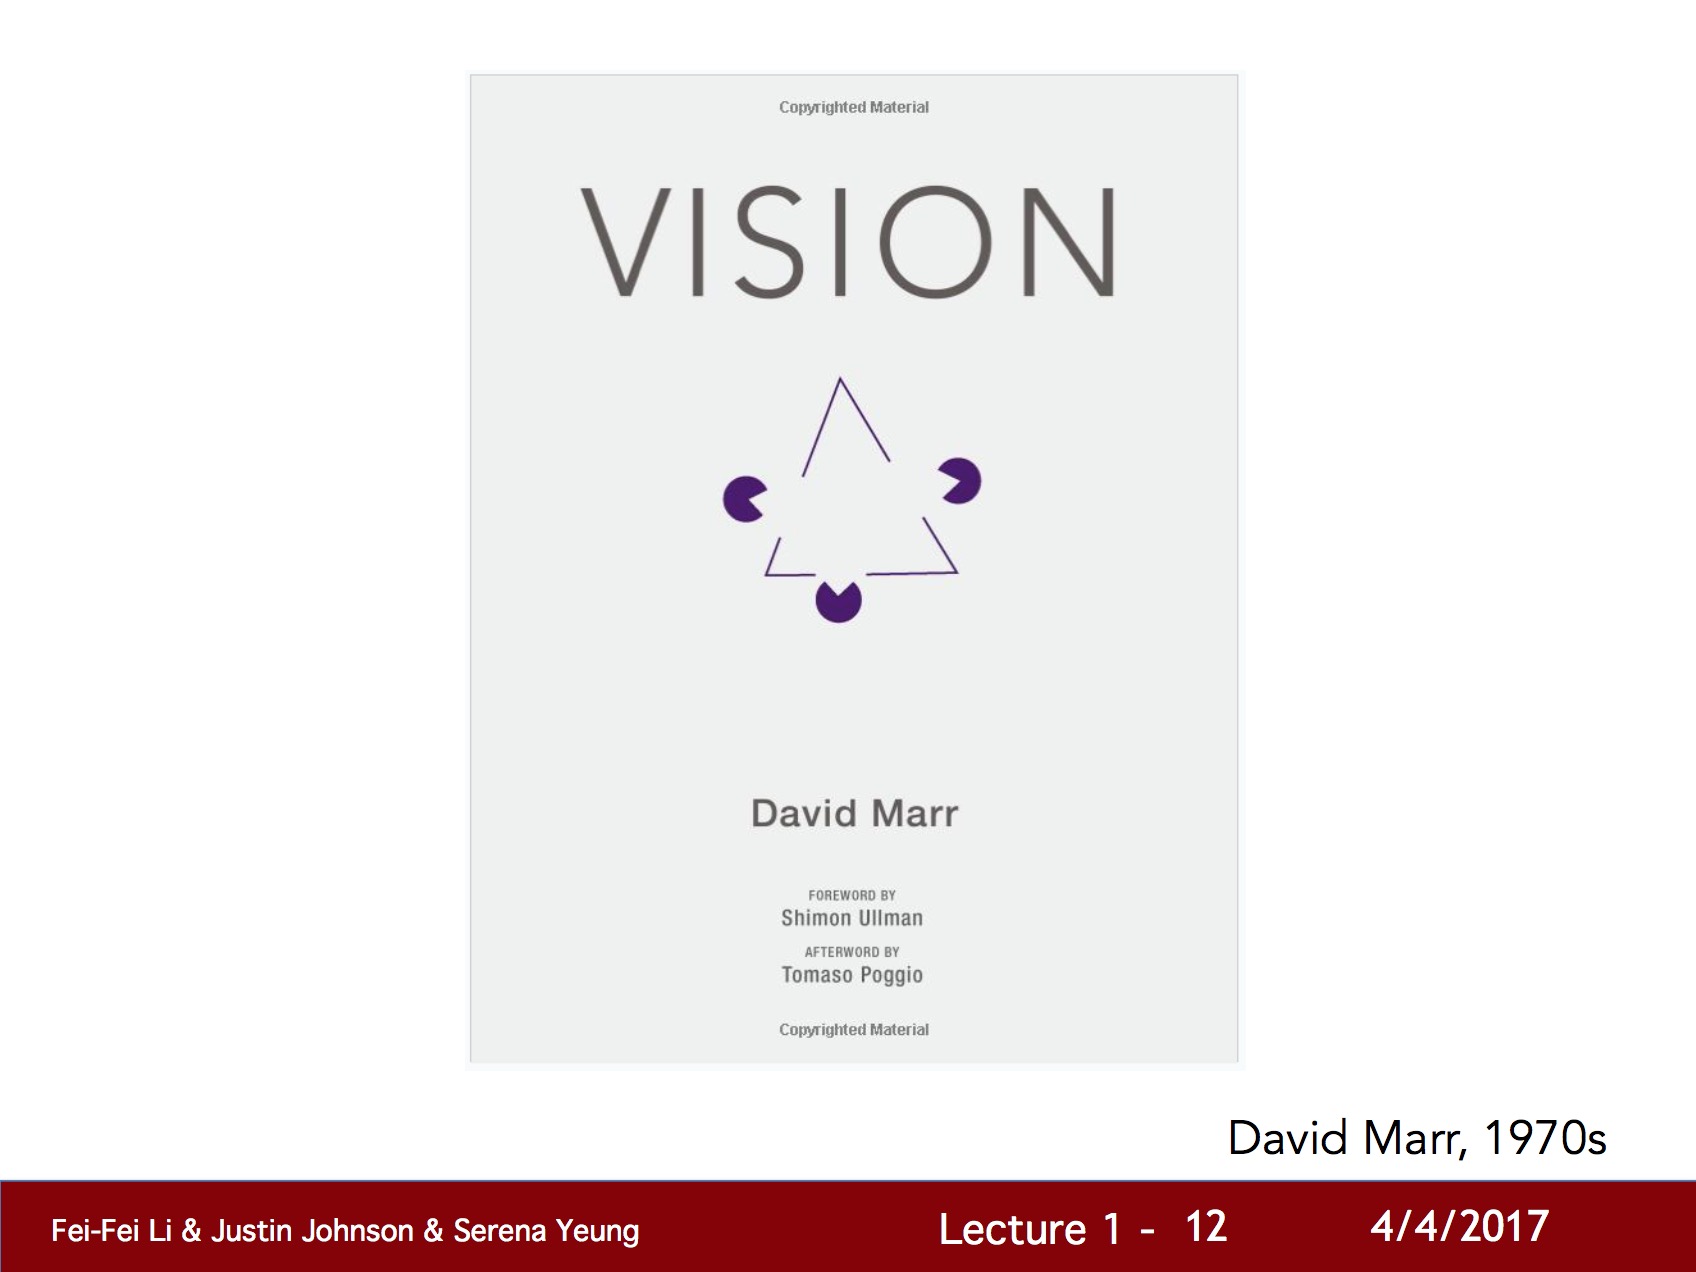 Copyrighted Material
VISION
David Marr
FOREWORD BY
Shimon Ullman
AFTERWORD BY
Tomaso Poggio
Copyrighted Material
David Marr, 1970s
Fei-Fei Li & Justin Johnson & Serena Yeung
Lecture 1 - 12
4/4/2017